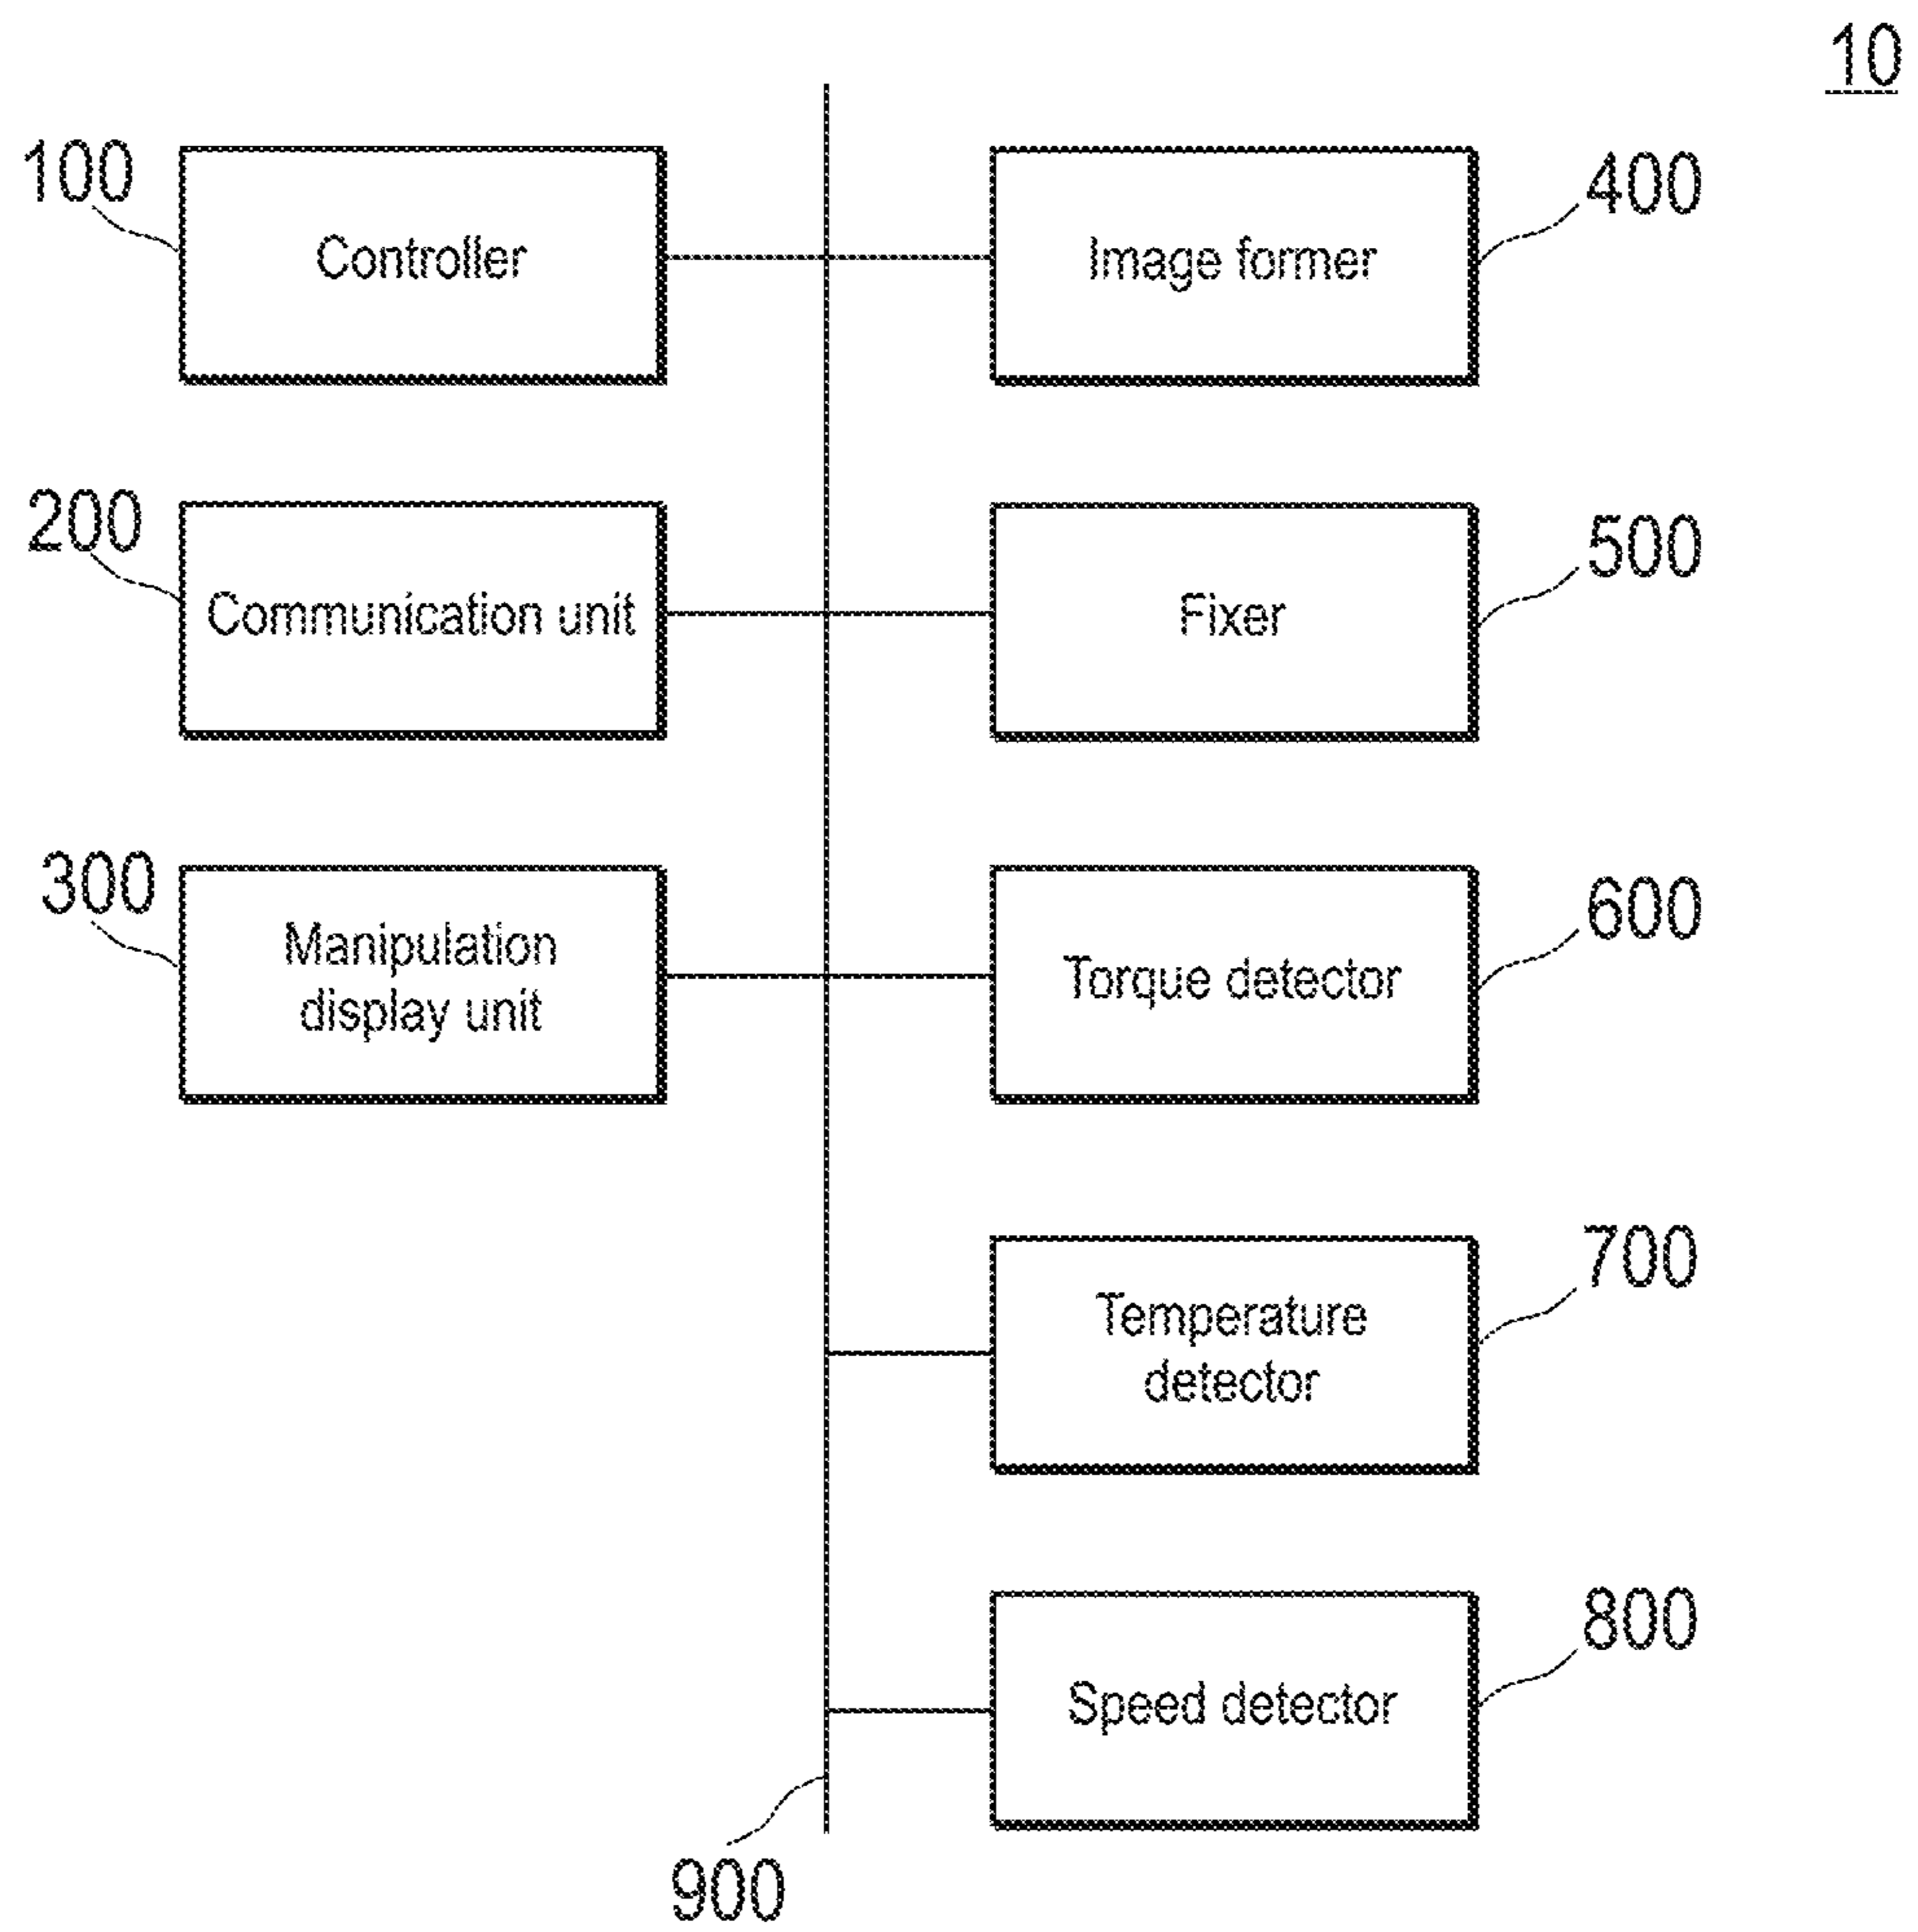 10
100
Controller
400
Image former
200
Communication unit
500
Fixer
300
Manipulation
display unit
600
Torque detector
700
Temperature
detector
800
Speed detector
900